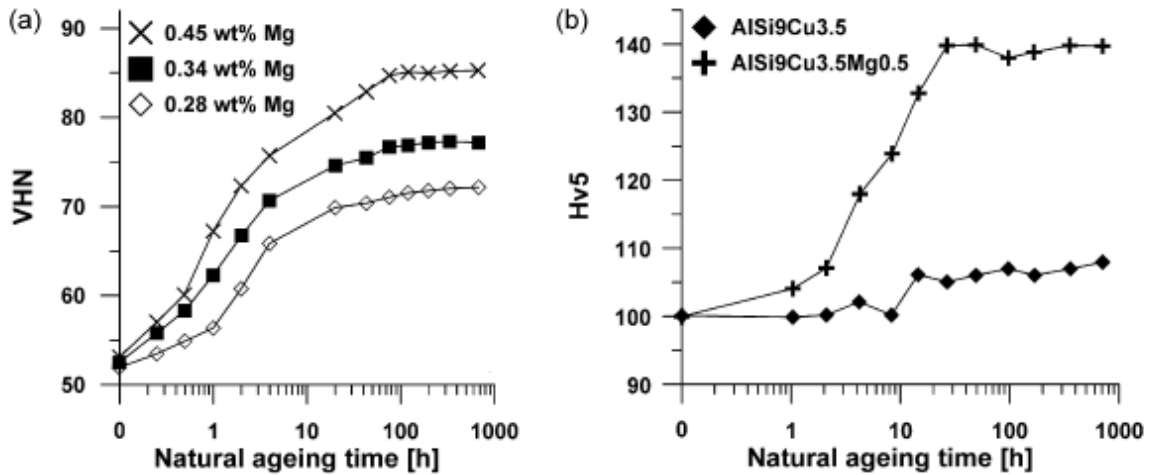 (a)
0.45 wt% Mg
0.34 wt% Mg
0.28 wt% Mg
90
80
70
60
50
VHN
0 1 10 100 1000
Natural ageing time [h]
(b)
AlSi9Cu3.5
AlSi9Cu3.5Mg0.5
140
130
120
110
100
90
Hv5
0 1 10 100 1000
Natural ageing time [h]